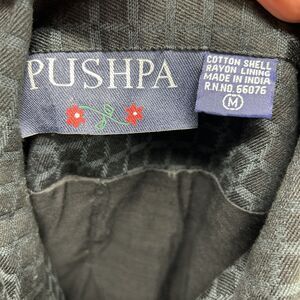 PUSHPA
COTTON SHELL
RAYON LINING
MADE IN INDIA
R.N.NO. 66076
M